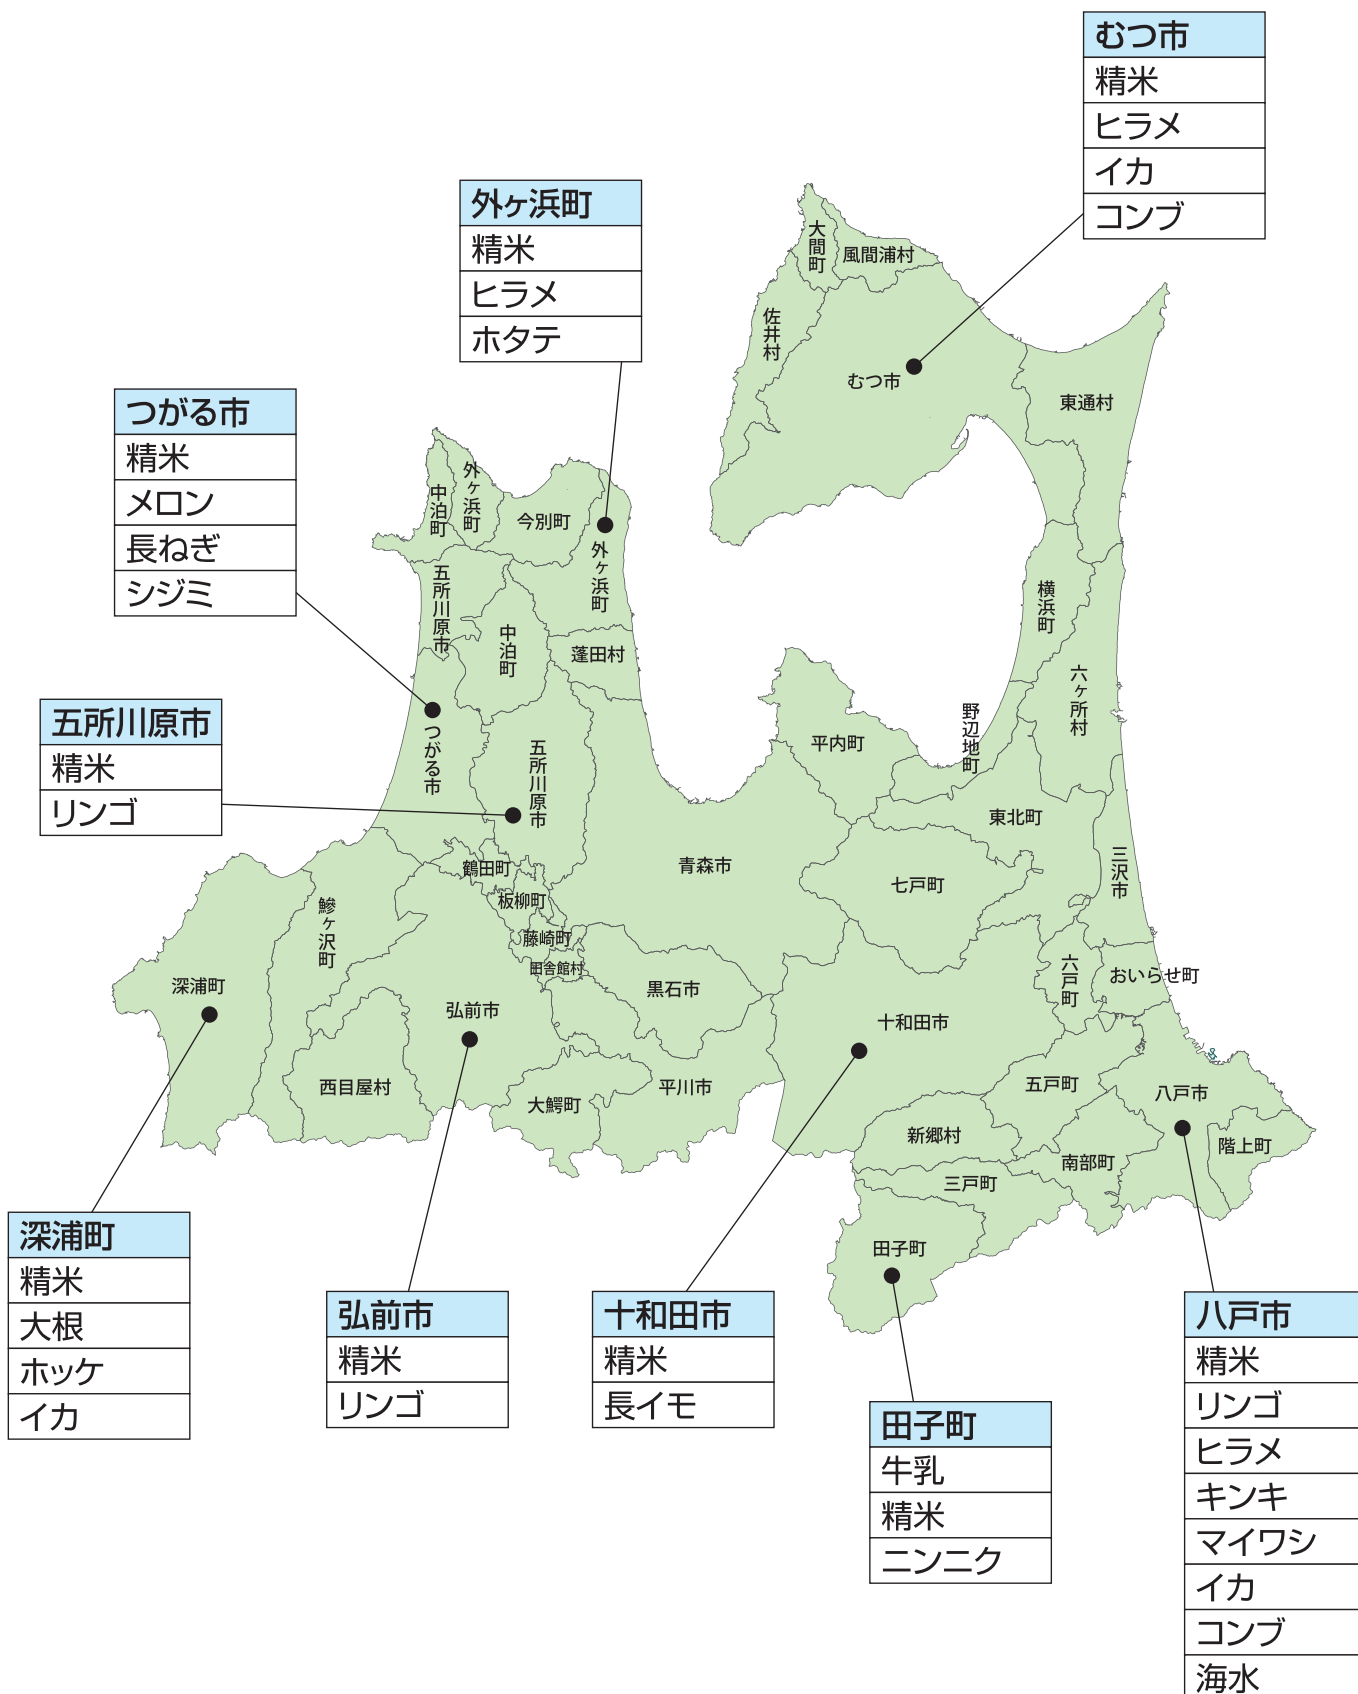 むつ市
精米
ヒラメ
イカ
コンブ
外ヶ浜町
精米
ヒラメ
ホタテ
つがる市
精米
メロン
長ねぎ
シジミ
五所川原市
精米
リンゴ
大間町
風間浦村
佐井村
むつ市
東通村
中泊町
外ヶ浜町
今別町
外ヶ浜町
五所川原市
中泊町
蓬田村
横浜町
六ヶ所村
野辺地町
平内町
つがる市
五所川原市
東北町
三沢市
青森市
七戸町
鶴田町
板柳町
藤崎町
田舎館村
鰺ヶ沢町
深浦町
弘前市
黒石市
十和田市
六戸町
おいらせ町
西目屋村
大鰐町
平川市
五戸町
八戸市
新郷村
南部町
階上町
三戸町
田子町
深浦町
精米
大根
ホッケ
イカ
弘前市
精米
リンゴ
十和田市
精米
長イモ
田子町
牛乳
精米
ニンニク
八戸市
精米
リンゴ
ヒラメ
キンキ
マイワシ
イカ
コンブ
海水